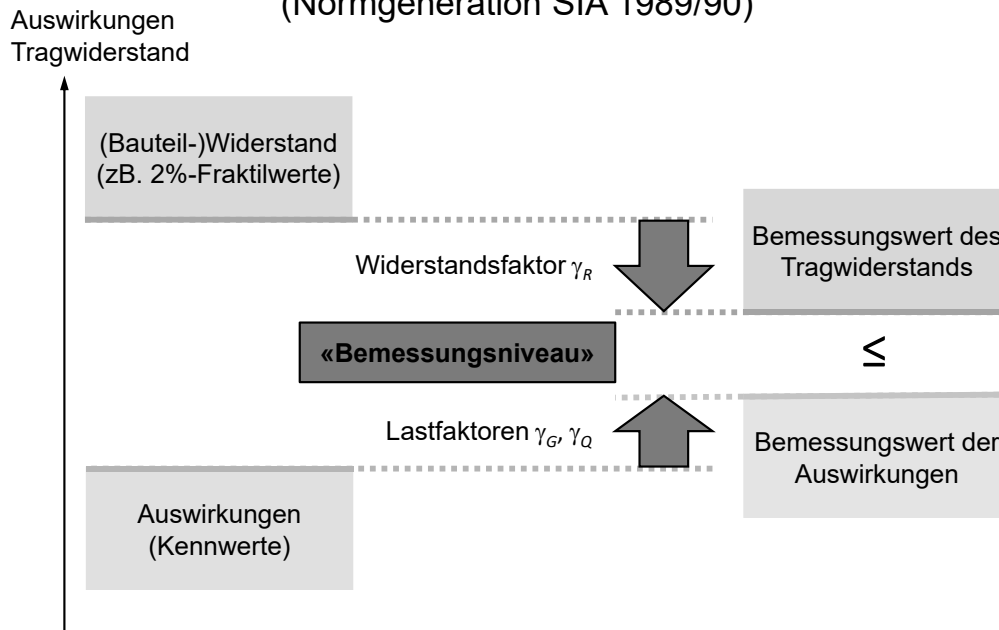 (Normgeneration SIA 1989/90)
Auswirkungen
Tragwiderstand
(Bauteil-)Widerstand
(zB. 2%-Fraktilwerte)
Bemessungswert des
Tragwiderstands
Widerstandsfaktor γR
«Bemessungsniveau»
≤
Lastfaktoren γG, γQ
Bemessungswert der
Auswirkungen
Auswirkungen
(Kennwerte)